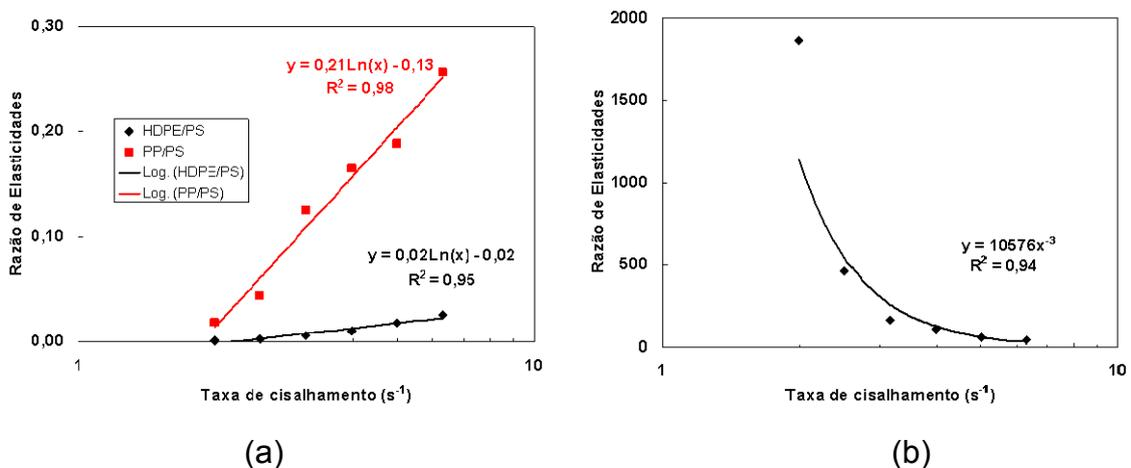 0,30
0,20
0,10
0,00
Razão de Elasticidades
y = 0,21Ln(x) - 0,13
R² = 0,98
HDPE/PS
PP/PS
Log. (HDPE/PS)
Log. (PP/PS)
y = 0,02Ln(x) - 0,02
R² = 0,95
1
10
Taxa de cisalhamento (s⁻¹)
(a)
2000
1500
1000
500
0
Razão de Elasticidades
y = 10576x⁻³
R² = 0,94
1
10
Taxa de cisalhamento (s⁻¹)
(b)